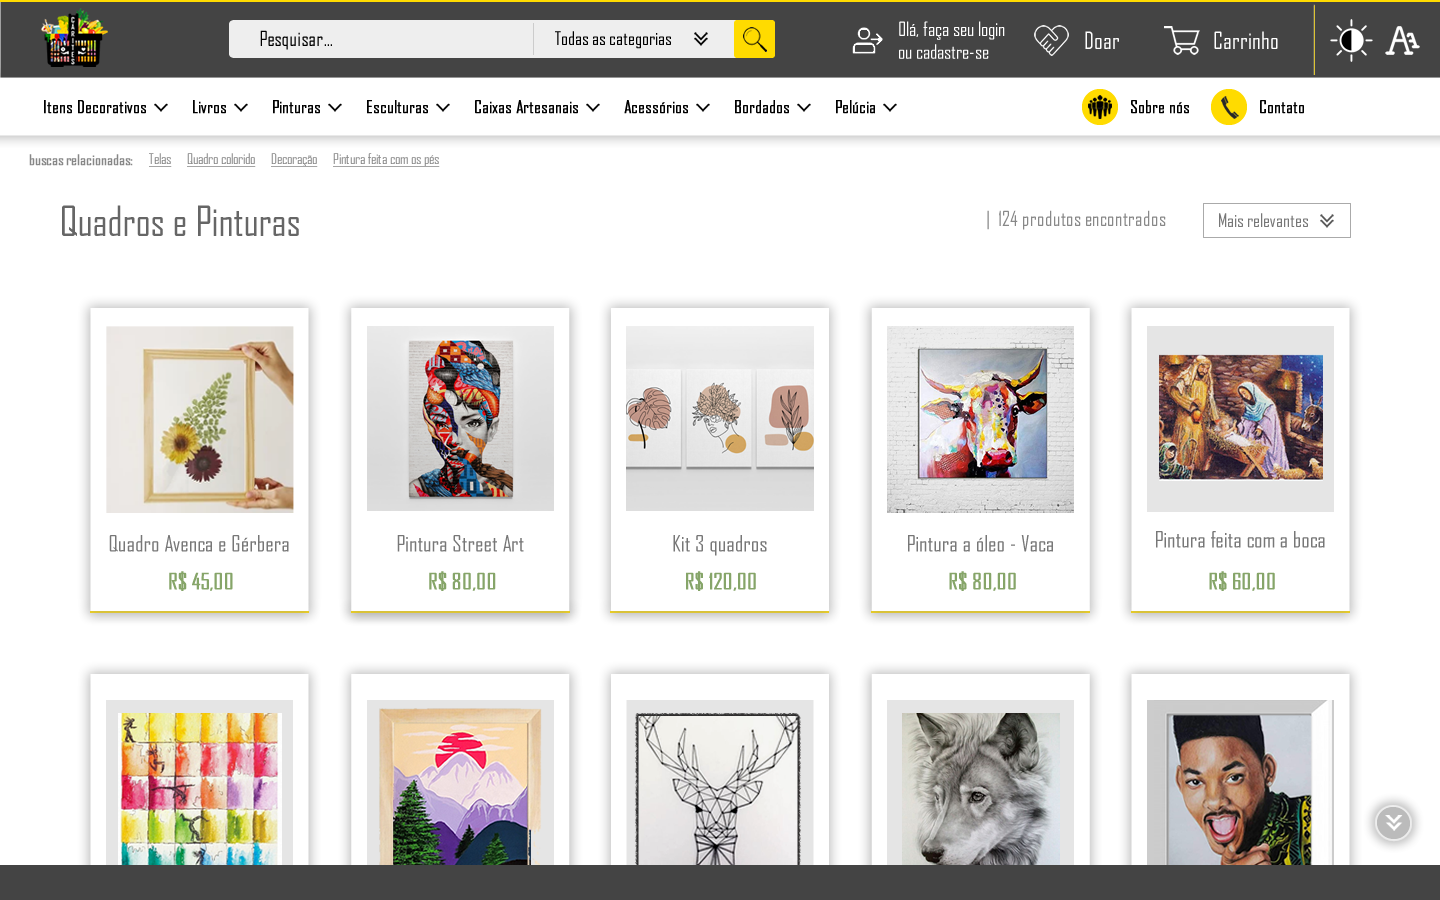 CARITAS
Pesquisar...
Todas as categorias
Olá, faça seu login
ou cadastre-se
Doar
Carrinho
Itens Decorativos
Livros
Pinturas
Esculturas
Caixas Artesanais
Acessórios
Bordados
Pelúcia
Sobre nós
Contato
buscas relacionadas:
Telas
Quadro colorido
Decoração
Pintura feita com os pés
Quadros e Pinturas
| 124 produtos encontrados
Mais relevantes
Quadro Avenca e Gérbera
Pintura Street Art
Kit 3 quadros
Pintura a óleo - Vaca
Pintura feita com a boca
R$ 45,00
R$ 80,00
R$ 120,00
R$ 80,00
R$ 60,00